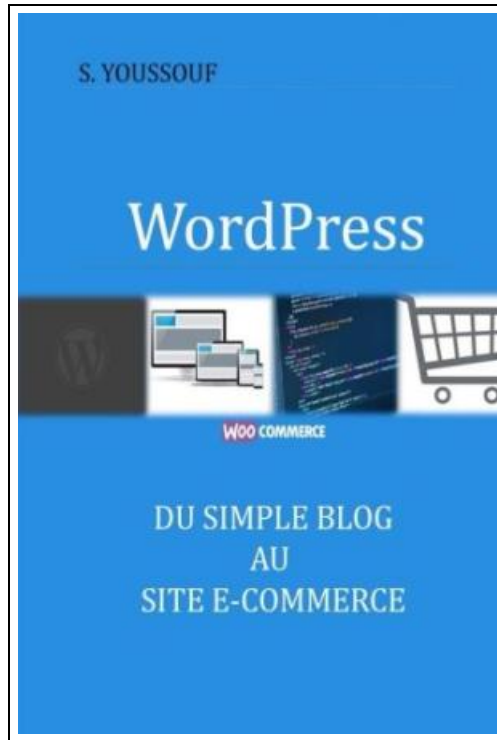 S. YOUSSOUF
WordPress
WOO COMMERCE
DU SIMPLE BLOG
AU
SITE E-COMMERCE